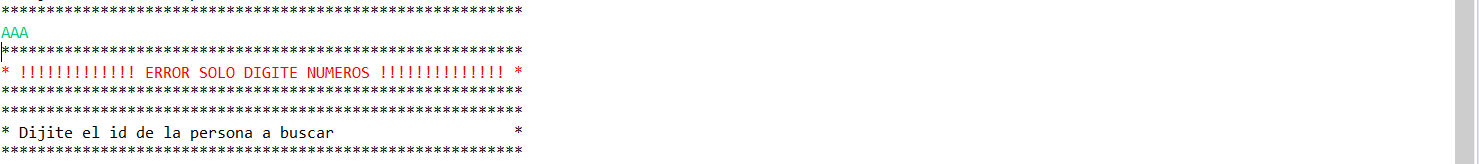 **********************************************************
AAA
**********************************************************
* !!!!!!!!!!!!! ERROR SOLO DIGITE NUMEROS !!!!!!!!!!!!!! *
**********************************************************
**********************************************************
* Dijite el id de la persona a buscar                    *
**********************************************************